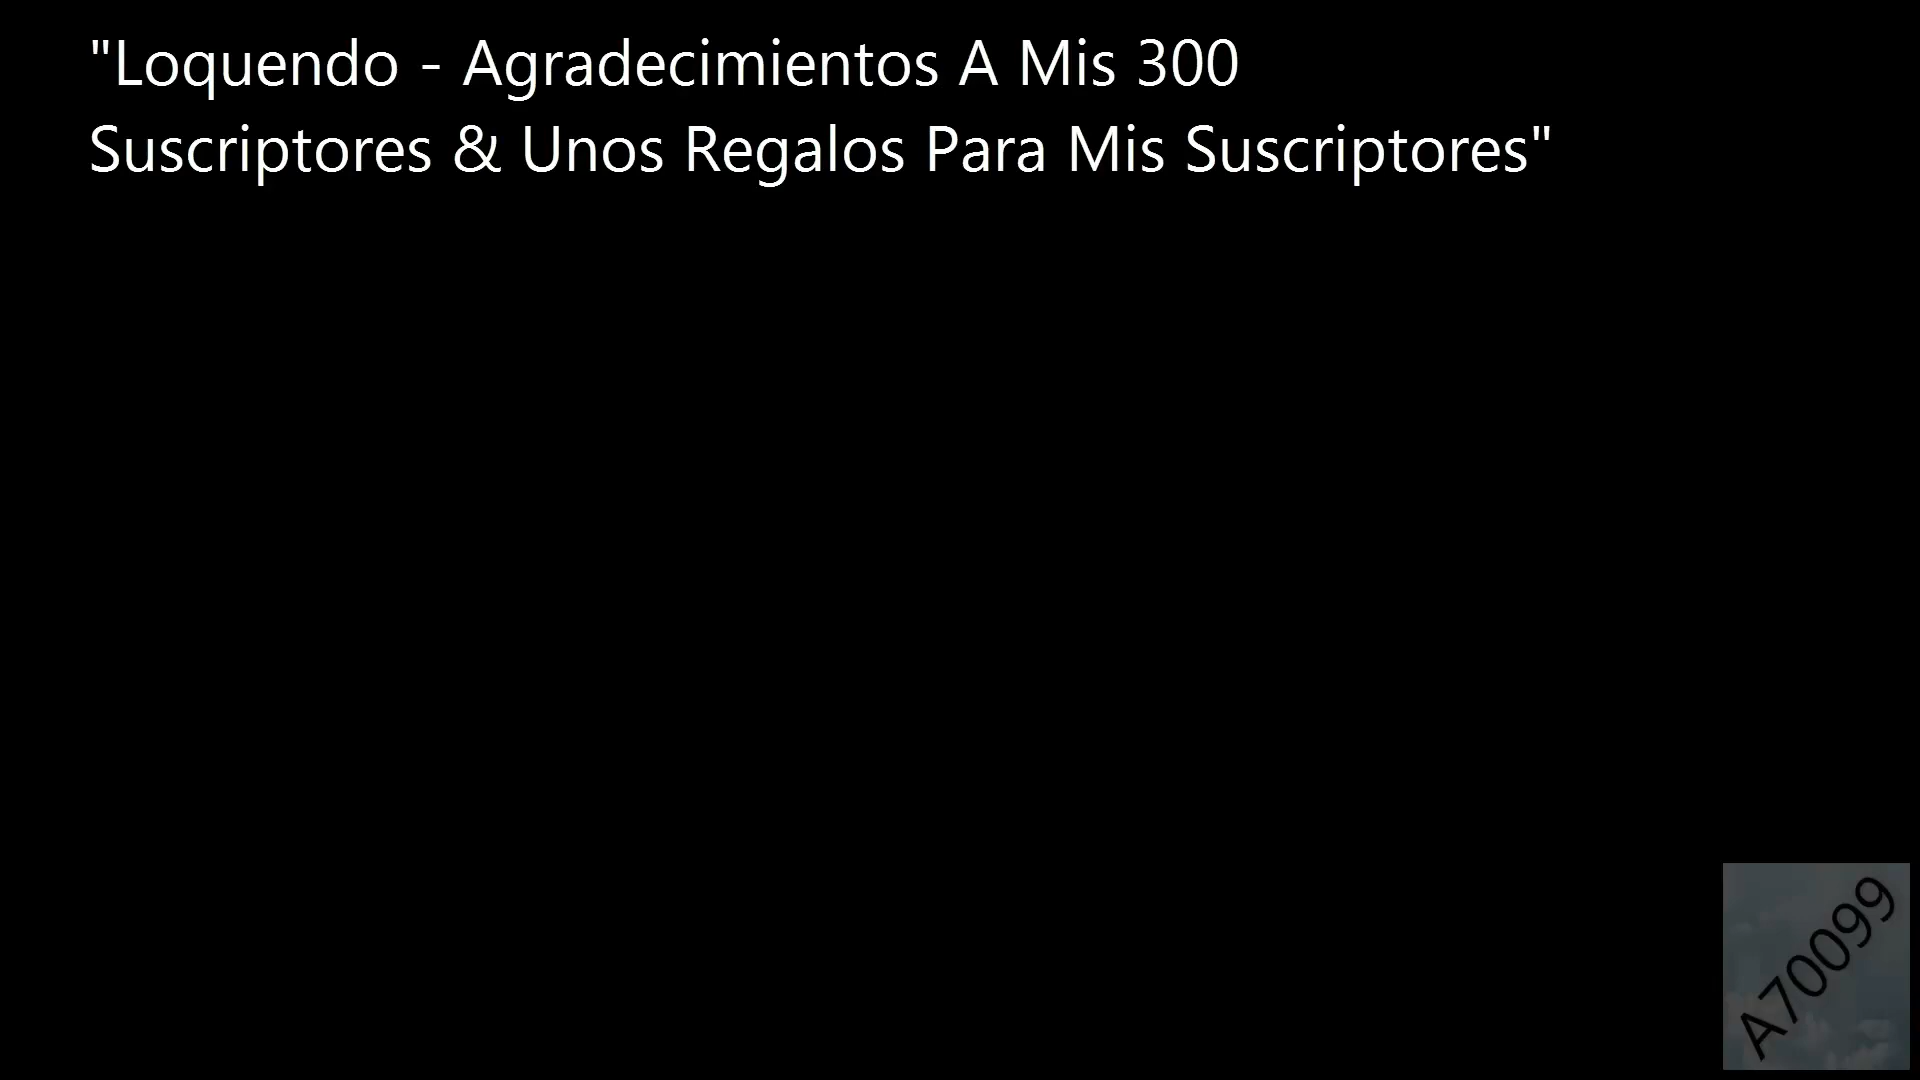 "Loquendo - Agradecimientos A Mis 300
Suscriptores & Unos Regalos Para Mis Suscriptores"
A70099